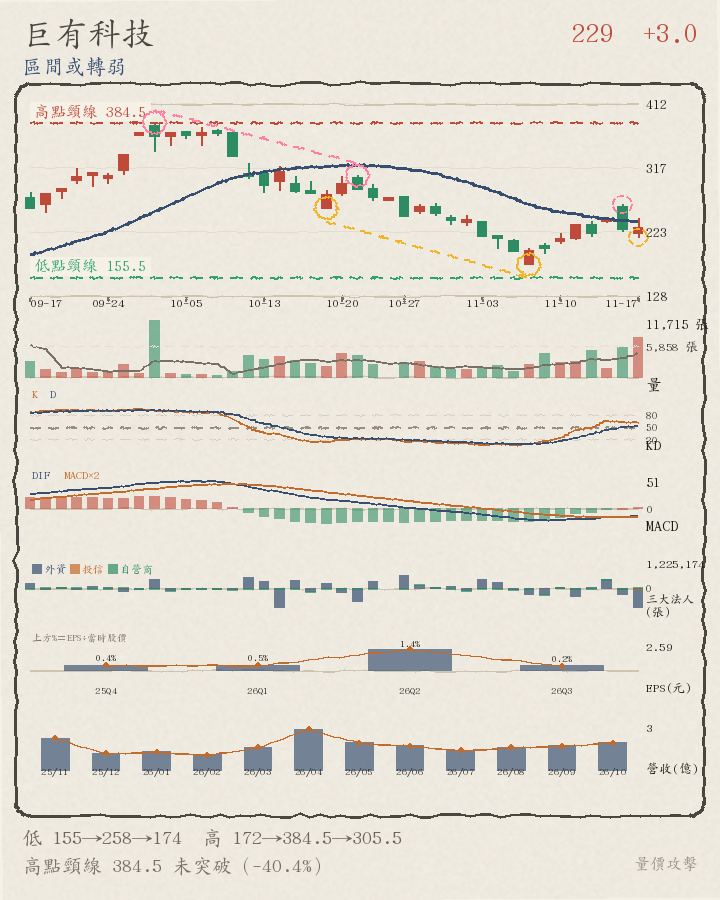 巨有科技
229 +3.0
區間或轉弱
高點頸線 384.5
412
317
223
低點頸線 155.5
128
09-17 09-24 10-05 10-13 10-20 10-27 11-03 11-10 11-17
11,715 張
5,858 張
量
K D
80
50
20
KD
DIF MACD×2
51
0
MACD
外資 投信 自營商
1,225,174
0
三大法人
(張)
上方%=EPS÷當時股價
0.4% 0.5% 1.4% 0.2%
2.59
25Q4 26Q1 26Q2 26Q3
EPS(元)
3
25/11 25/12 26/01 26/02 26/03 26/04 26/05 26/06 26/07 26/08 26/09 26/10
營收(億)
低 155→258→174 高 172→384.5→305.5
高點頸線 384.5 未突破 (-40.4%)
量價攻擊